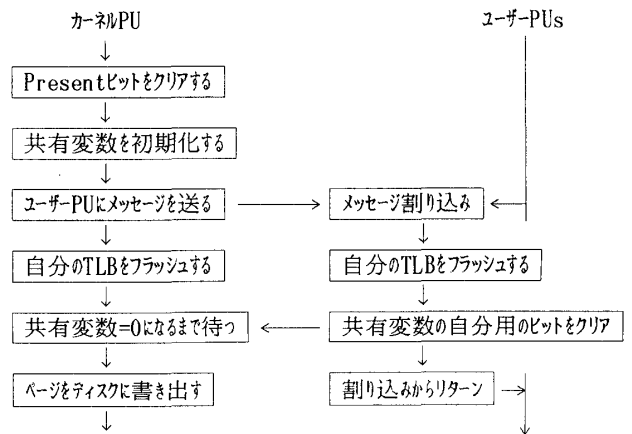 カーネルPU
ユーザーPUs
Presentビットをクリアする
共有変数を初期化する
ユーザーPUにメッセージを送る
メッセージ割り込み
自分のTLBをフラッシュする
自分のTLBをフラッシュする
共有変数=0になるまで待つ
共有変数の自分用のビットをクリア
ページをディスクに書き出す
割り込みからリターン